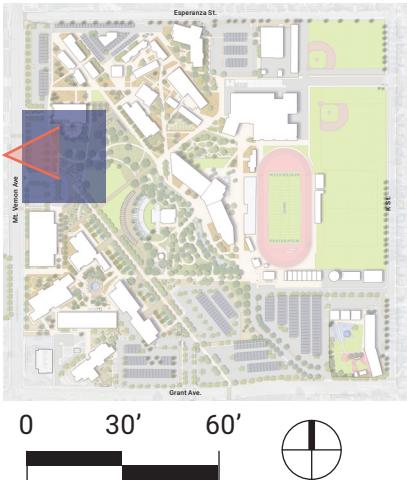 Esperanza St.
Mt. Vernon Ave
K St.
Grant Ave.
0 30’ 60’